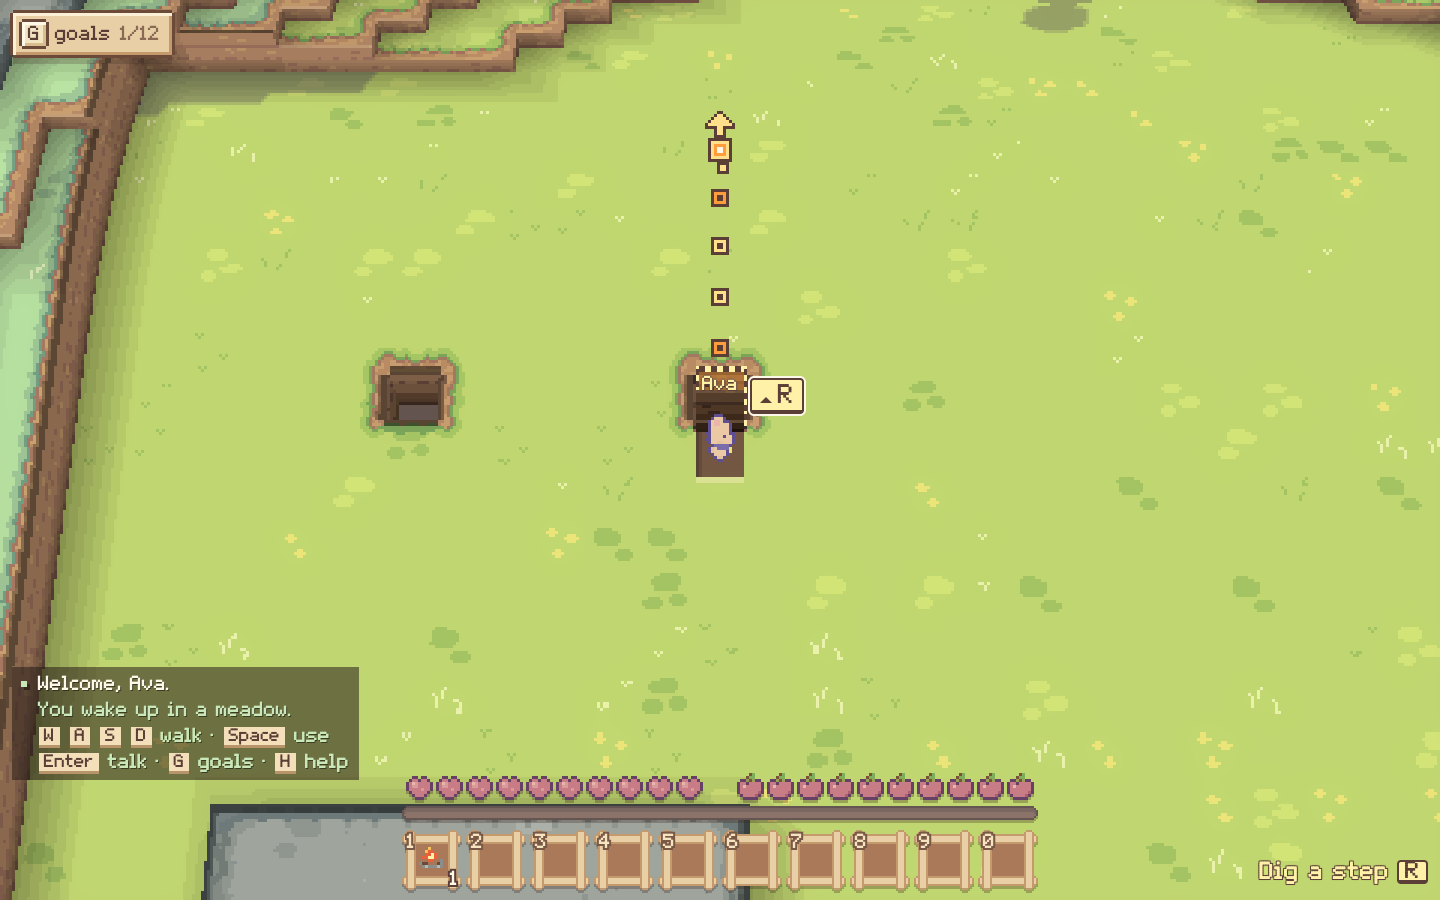 G goals 1/12
Ava
R
Welcome, Ava.
You wake up in a meadow.
W A S D walk · Space use
Enter talk · G goals · H help
1 2 3 4 5 6 7 8 9 0
1
Dig a step R